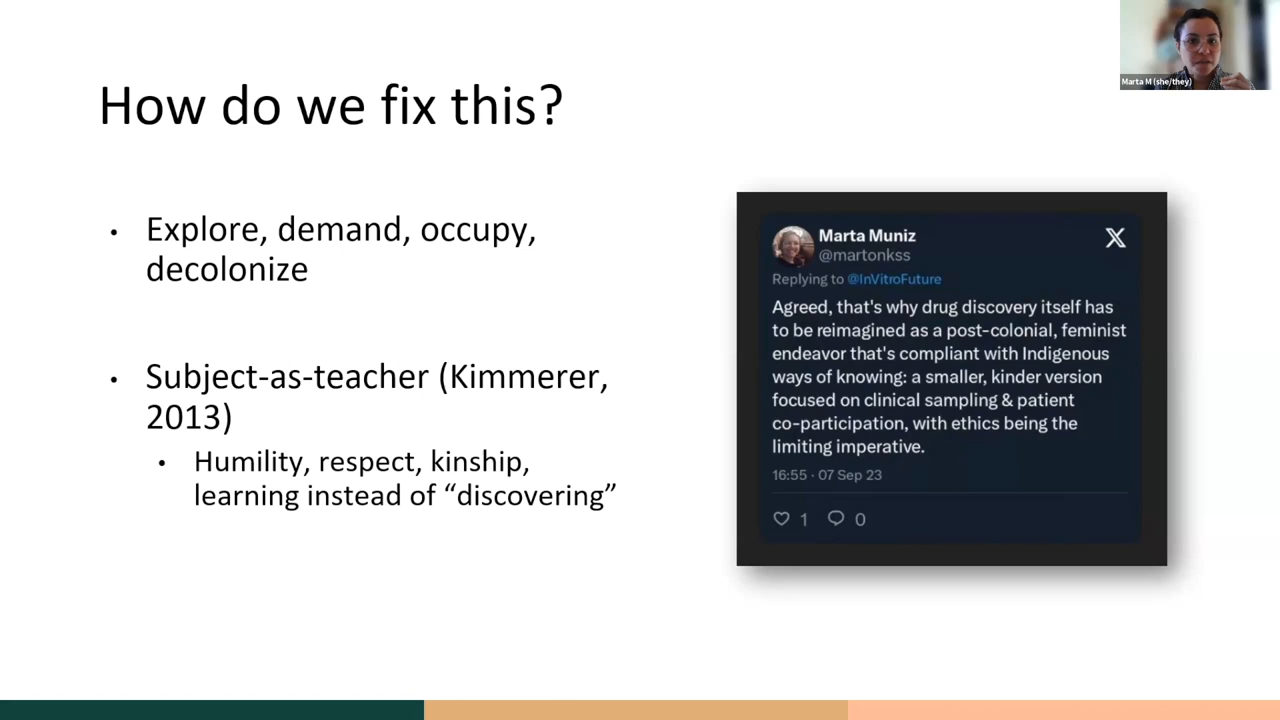 How do we fix this?
• Explore, demand, occupy,
decolonize
• Subject-as-teacher (Kimmerer,
2013)
• Humility, respect, kinship,
learning instead of “discovering”
Marta M (she/they)
Marta Muniz
@martonkss
Replying to @InVitroFuture
Agreed, that's why drug discovery itself has
to be reimagined as a post-colonial, feminist
endeavor that's compliant with Indigenous
ways of knowing: a smaller, kinder version
focused on clinical sampling & patient
co-participation, with ethics being the
limiting imperative.
16:55 · 07 Sep 23
1 0